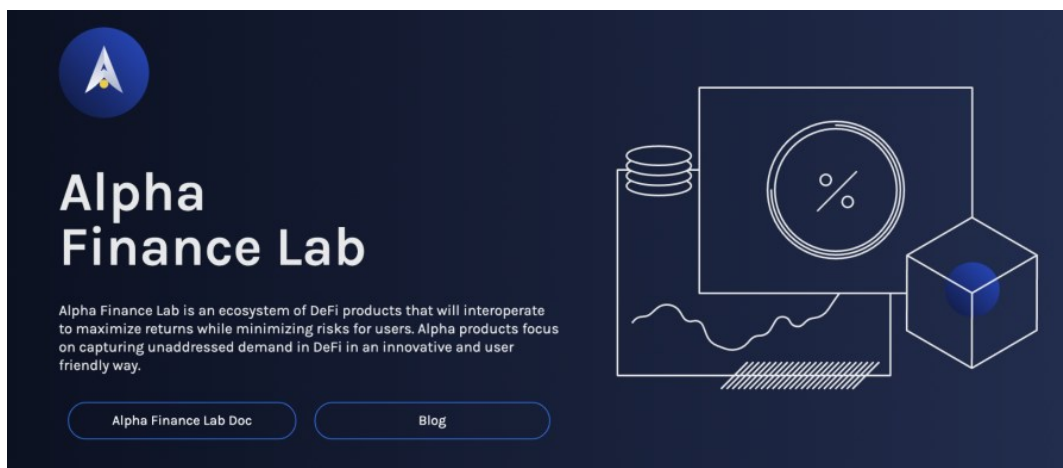 Alpha
Finance Lab
Alpha Finance Lab is an ecosystem of DeFi products that will interoperate
to maximize returns while minimizing risks for users. Alpha products focus
on capturing unaddressed demand in DeFi in an innovative and user
friendly way.
Alpha Finance Lab Doc
Blog